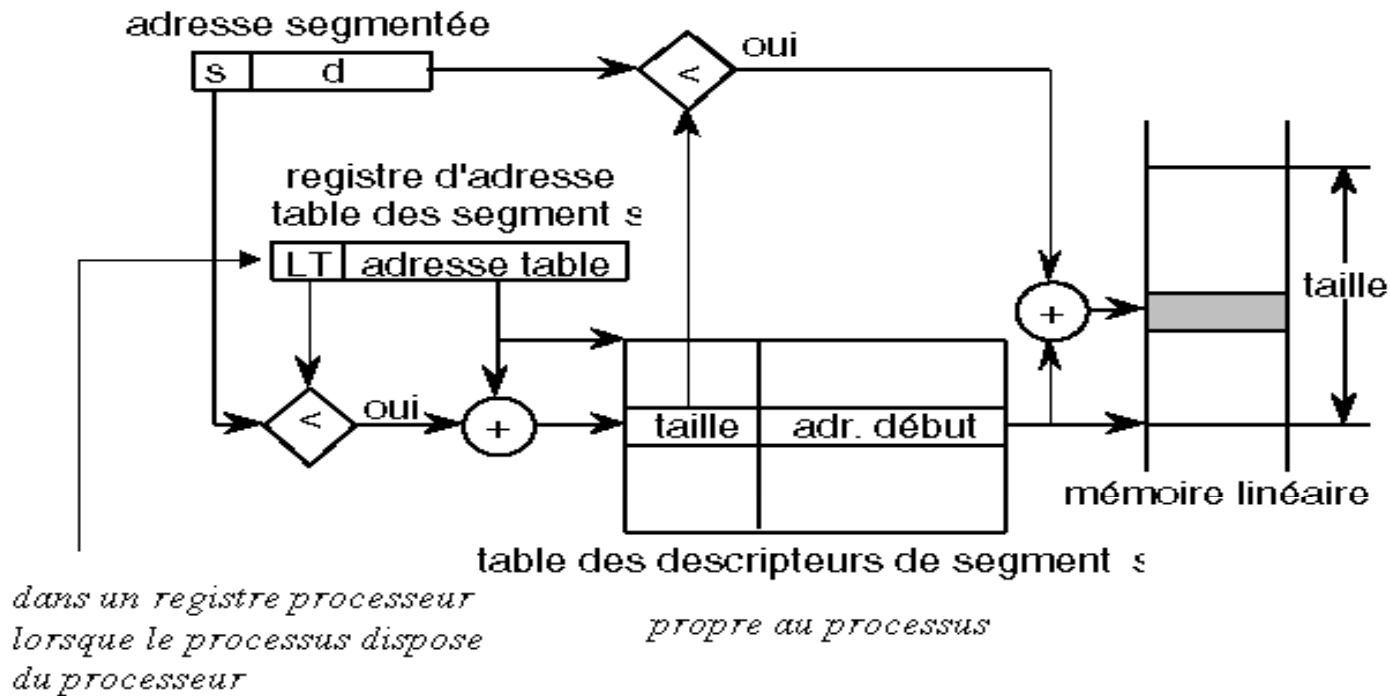 adresse segmentée
s d
< oui
registre d'adresse
table des segment s
LT adresse table
taille
+
< oui +
taille adr. début
mémoire linéaire
table des descripteurs de segment s
dans un registre processeur
lorsque le processus dispose
du processeur
propre au processus